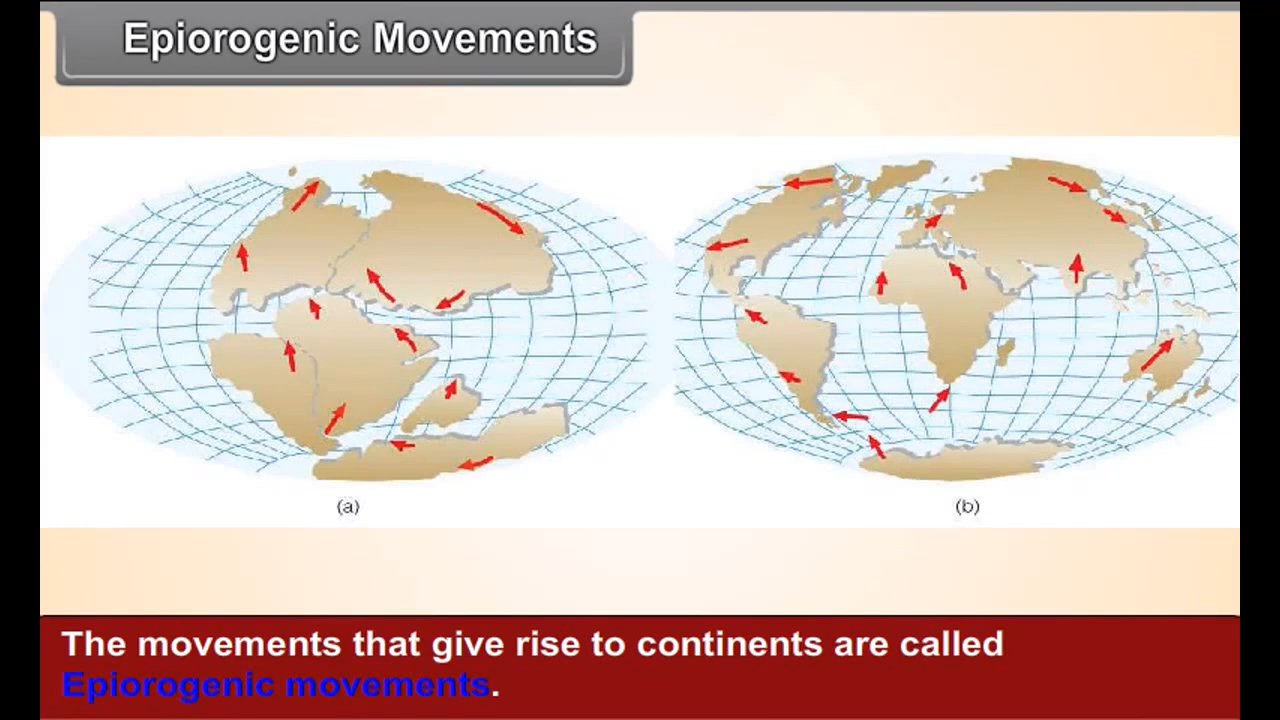 Epiorogenic Movements
(a)
(b)
The movements that give rise to continents are called
Epiorogenic movements.